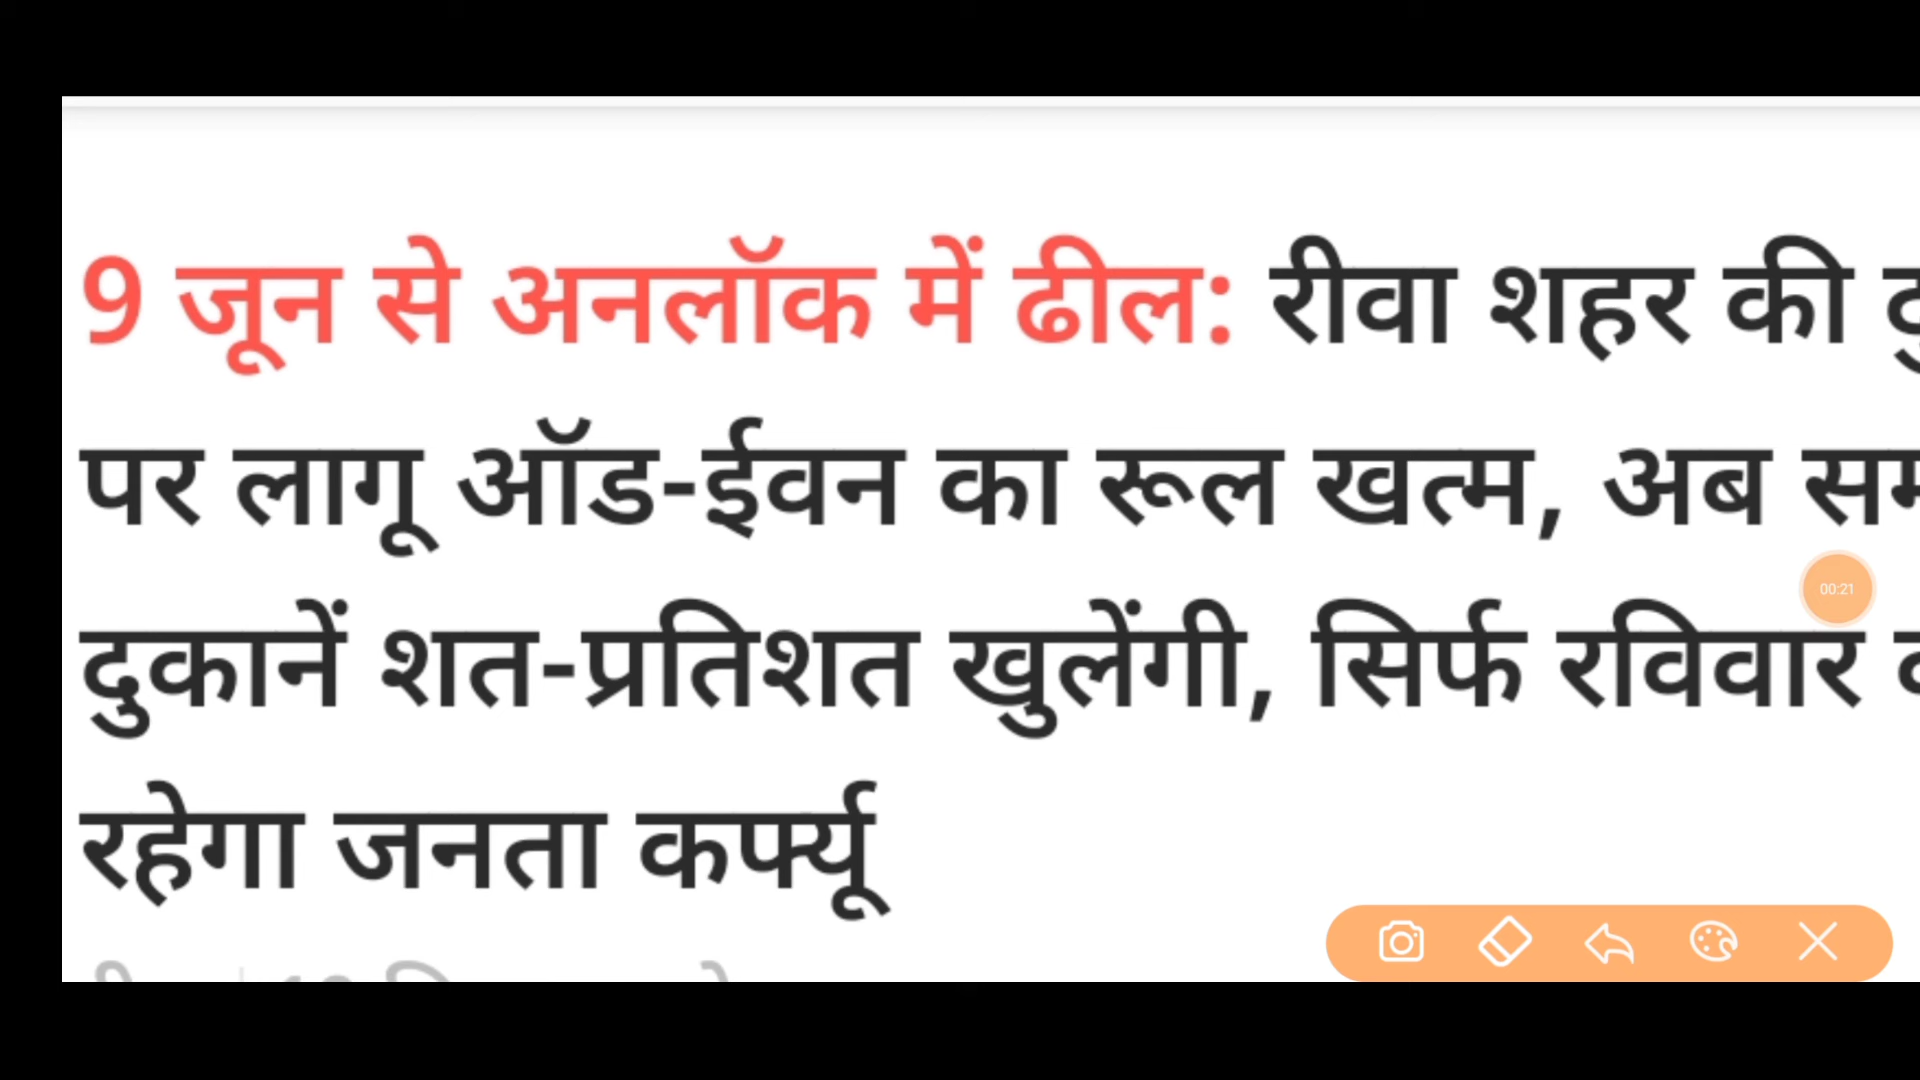 9 जून से अनलॉक में ढील: रीवा शहर की
पर लागू ऑड-ईवन का रूल खत्म, अब
दुकानें शत-प्रतिशत खुलेंगी, सिर्फ रविवार
00:21
रहेगा जनता कर्फ्यू